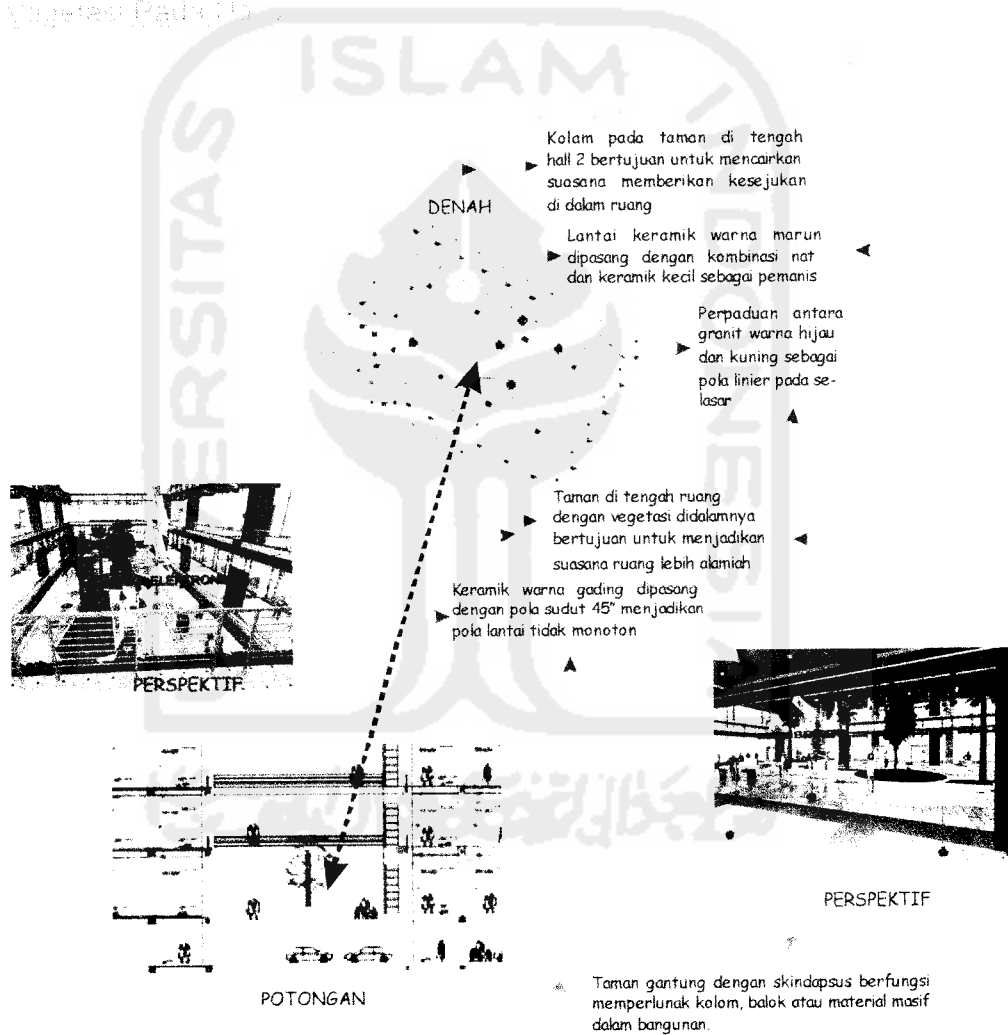 Vegetasi Pada
ISLAM
UNIVERSITAS
INDONESIA
Kolam pada taman di tengah
hall 2 bertujuan untuk mencairkan
suasana memberikan kesejukan
di dalam ruang
DENAH
Lantai keramik warna marun
dipasang dengan kombinasi nat
dan keramik kecil sebagai pemanis
Perpaduan antara
granit warna hijau
dan kuning sebagai
pola linier pada se-
lasar
Taman di tengah ruang
dengan vegetasi didalamnya
bertujuan untuk menjadikan
suasana ruang lebih alamiah
Keramik warna gading dipasang
dengan pola sudut 45° menjadikan
pola lantai tidak monoton
PERSPEKTIF
PERSPEKTIF
POTONGAN
Taman gantung dengan skindapsus berfungsi
memperlunak kolom, balok atau material masif
dalam bangunan.